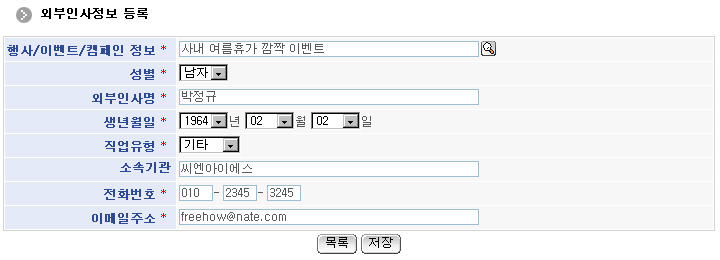 외부인사정보 등록
행사/이벤트/캠페인 정보 * 사내 여름휴가 깜짝 이벤트
성별 * 남자
외부인사명 * 박정규
생년월일 * 1964 년 02 월 02 일
직업유형 * 기타
소속기관 씨엔아이에스
전화번호 * 010 - 2345 - 3245
이메일주소 * freehow@nate.com
목록 저장